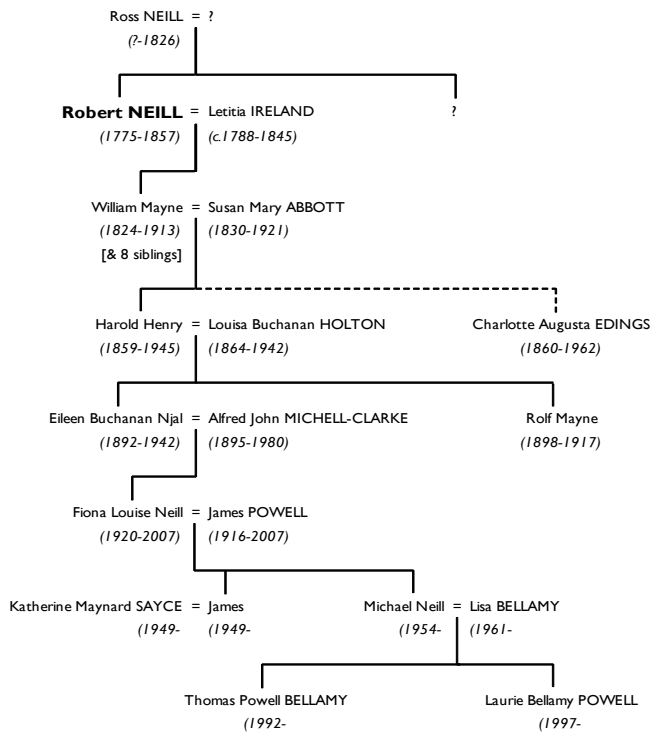 Ross NEILL = ?
(?-1826)
Robert NEILL = Letitia IRELAND ?
(1775-1857) (c.1788-1845)
William Mayne = Susan Mary ABBOTT
(1824-1913) (1830-1921)
[& 8 siblings]
Harold Henry = Louisa Buchanan HOLTON Charlotte Augusta EDINGS
(1859-1945) (1864-1942) (1860-1962)
Eileen Buchanan Njal = Alfred John MICHELL-CLARKE Rolf Mayne
(1892-1942) (1895-1980) (1898-1917)
Fiona Louise Neill = James POWELL
(1920-2007) (1916-2007)
Katherine Maynard SAYCE = James Michael Neill = Lisa BELLAMY
(1949- (1949- (1954- (1961-
Thomas Powell BELLAMY Laurie Bellamy POWELL
(1992- (1997-